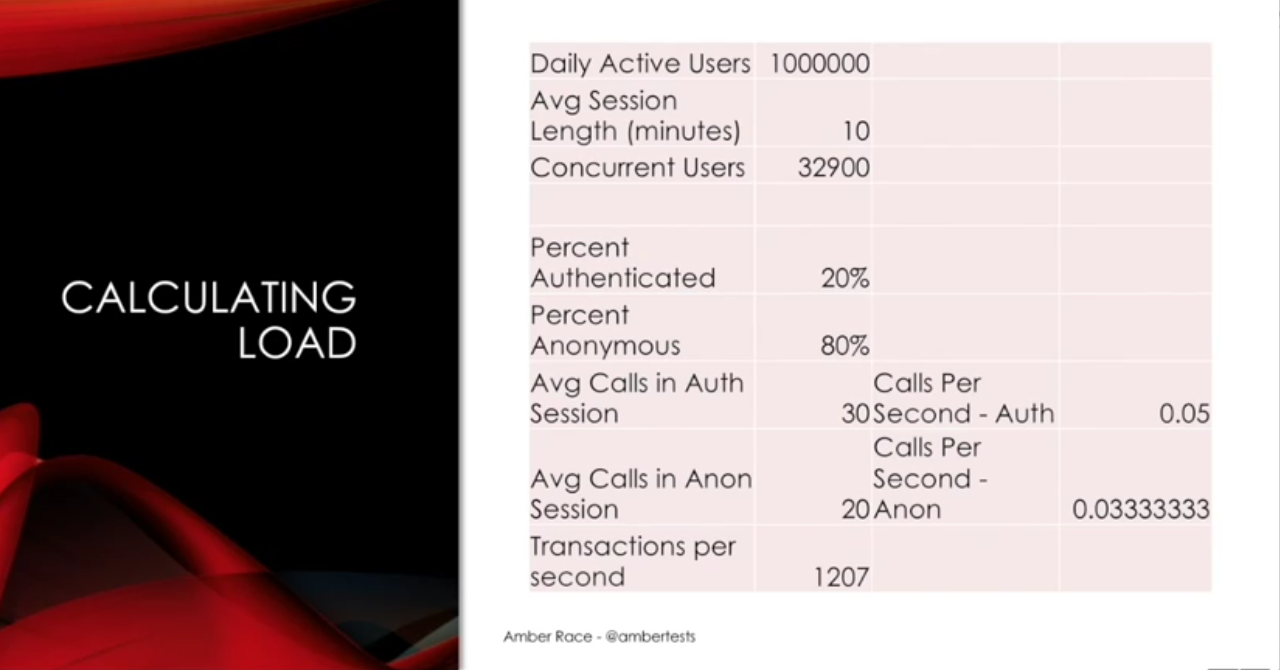 CALCULATING
LOAD
Daily Active Users 1000000
Avg Session
Length (minutes) 10
Concurrent Users 32900
Percent
Authenticated 20%
Percent
Anonymous 80%
Avg Calls in Auth
Session 30
Calls Per
Second - Auth 0.05
Avg Calls in Anon
Session 20
Calls Per
Second -
Anon 0.03333333
Transactions per
second 1207
Amber Race - @ambertests